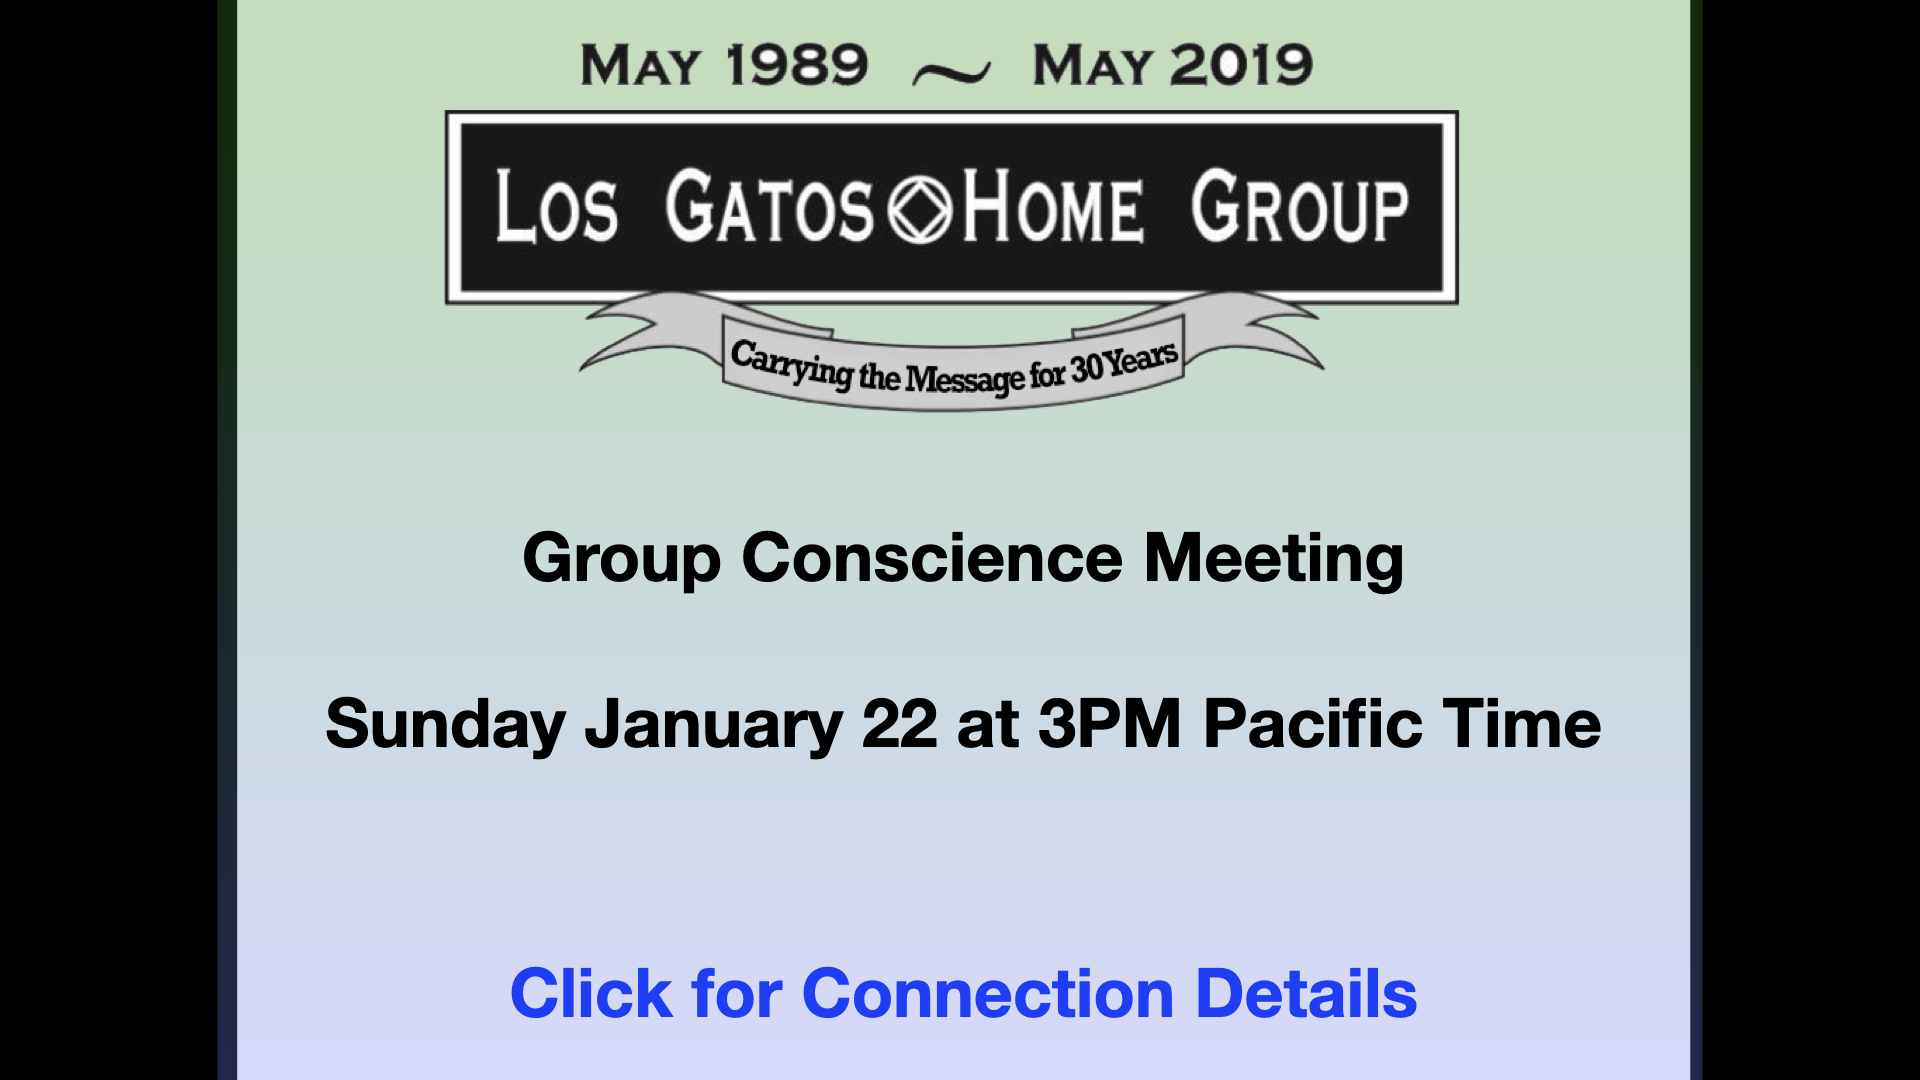 May 1989 ~ May 2019
Los Gatos Home Group
Carrying the Message for 30 Years
Group Conscience Meeting
Sunday January 22 at 3PM Pacific Time
Click for Connection Details